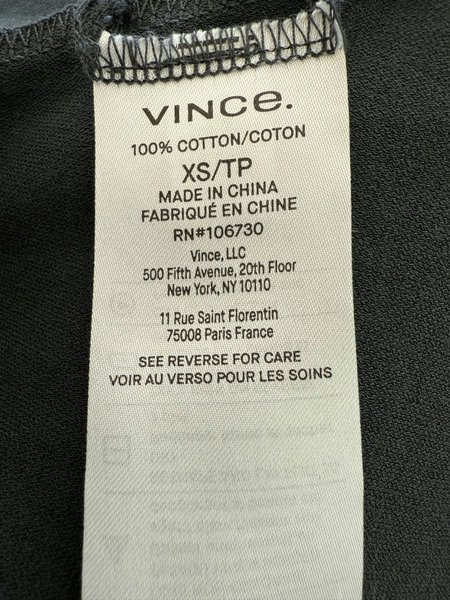 VINCE.
100% COTTON/COTON
XS/TP
MADE IN CHINA
FABRIQUÉ EN CHINE
RN#106730
Vince, LLC
500 Fifth Avenue, 20th Floor
New York, NY 10110
11 Rue Saint Florentin
75008 Paris France
SEE REVERSE FOR CARE
VOIR AU VERSO POUR LES SOINS